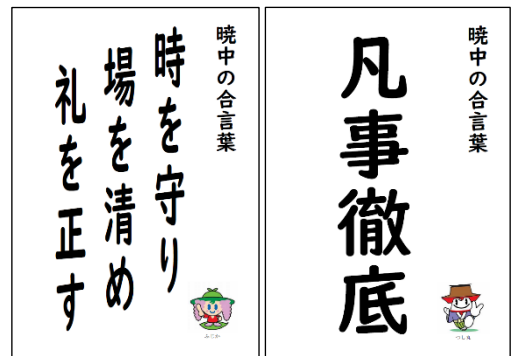 暁中の合言葉
時を守り
場を清め
礼を正す
暁中の合言葉
凡事徹底